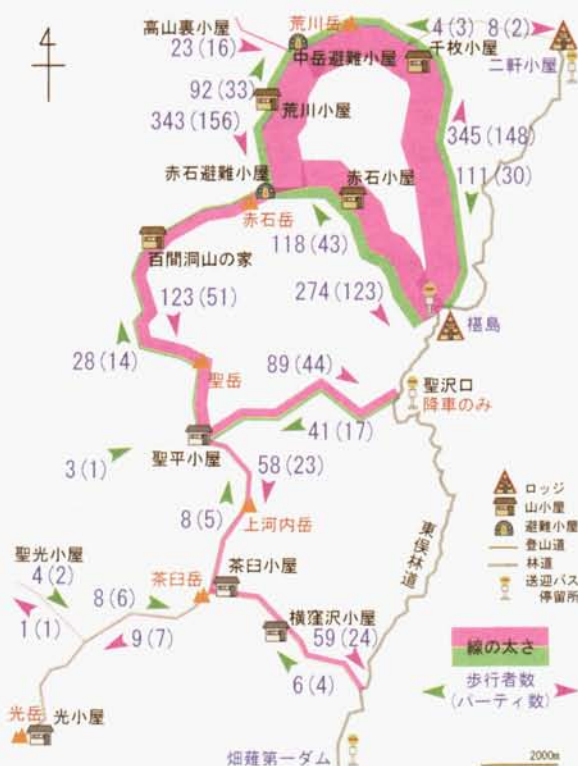 高山裏小屋
荒川岳
4(3) 8(2)
23(16)
中岳避難小屋
千枚小屋
二軒小屋
92(33)
荒川小屋
343(156)
345(148)
111(30)
赤石避難小屋
赤石小屋
赤石岳
118(43)
百間洞山の家
274(123)
123(51)
椹島
28(14)
聖岳
89(44)
聖沢口
降車のみ
41(17)
聖平小屋
3(1)
58(23)
8(5)
上河内岳
東俣林道
聖光小屋
4(2)
茶臼小屋
茶臼岳
8(6)
横窪沢小屋
1(1)
9(7)
59(24)
6(4)
光岳
光小屋
畑薙第一ダム
ロッジ
山小屋
避難小屋
登山道
林道
送迎バス
停留所
線の太さ
歩行者数
(パーティ数)
2000m